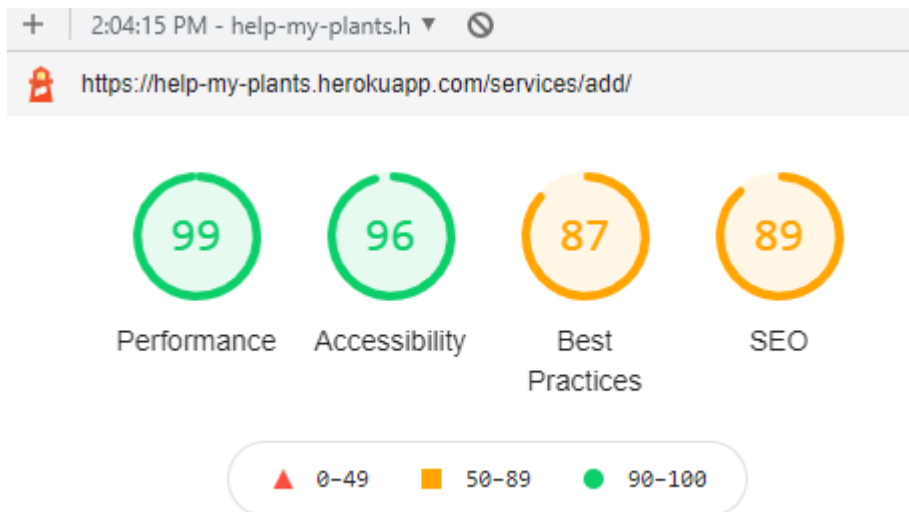 2:04:15 PM - help-my-plants.h
https://help-my-plants.herokuapp.com/services/add/
99 96 87 89
Performance Accessibility Best Practices SEO
0–49 50–89 90–100